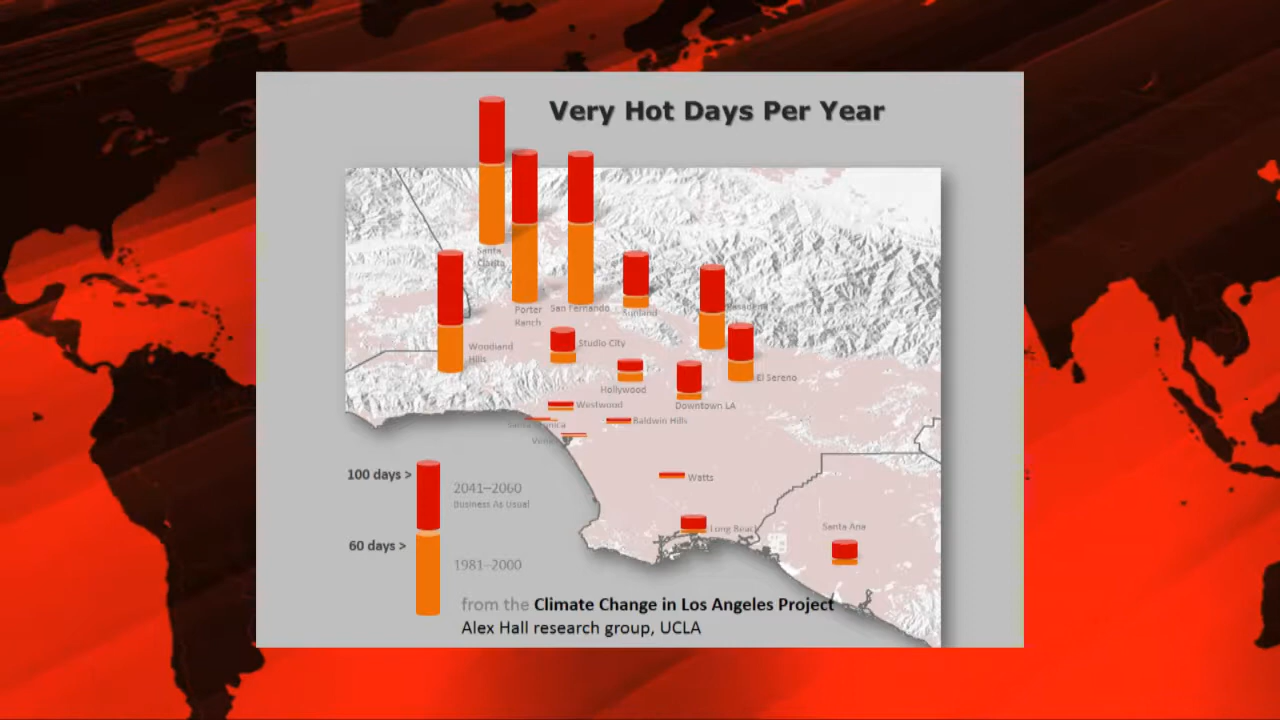 Very Hot Days Per Year
Santa
Clarita
Porter
Ranch
San Fernando
Sunland
Pasadena
Woodland
Hills
Studio City
El Sereno
Hollywood
Downtown LA
Westwood
Santa Monica
Baldwin Hills
Venice
Watts
Long Beach
Santa Ana
100 days >
2041–2060
Business As Usual
60 days >
1981–2000
from the Climate Change in Los Angeles Project
Alex Hall research group, UCLA